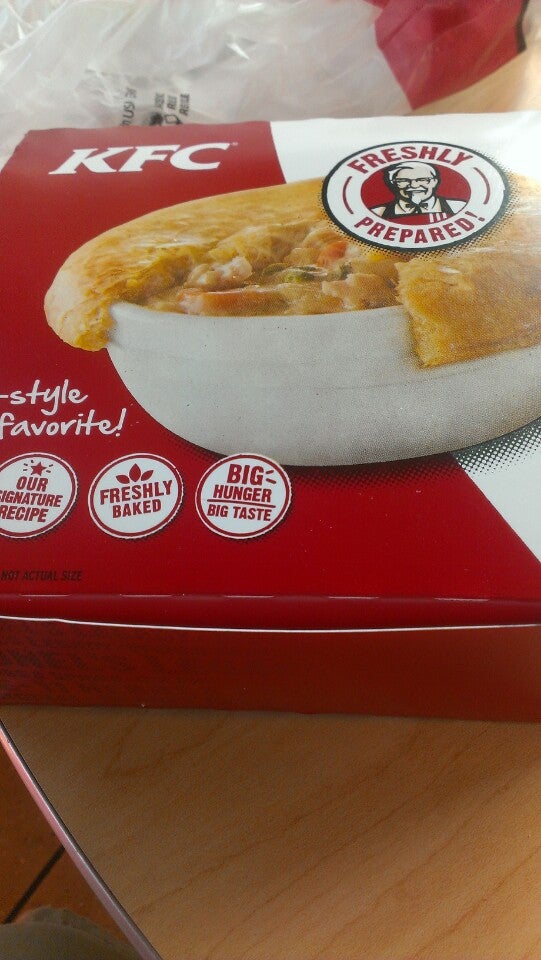 KFC
FRESHLY
PREPARED!
-style
favorite!
OUR
SIGNATURE
RECIPE
FRESHLY
BAKED
BIG
HUNGER
BIG TASTE
NOT ACTUAL SIZE